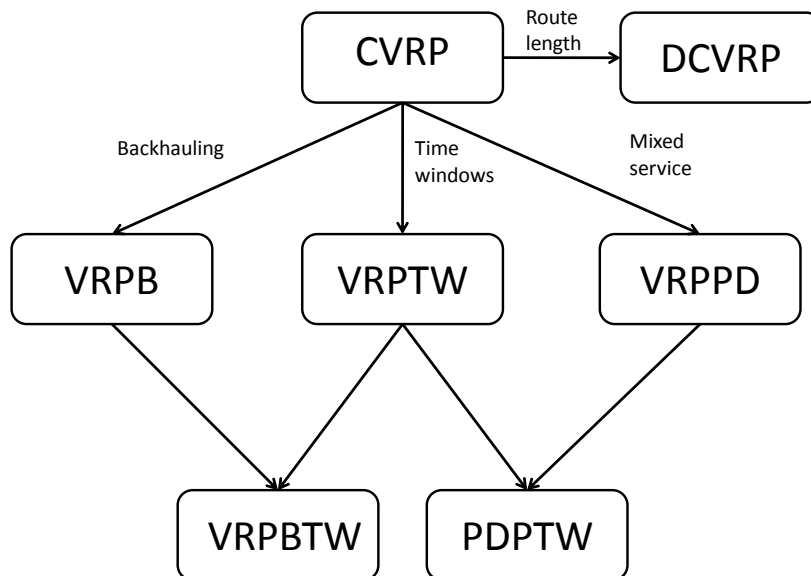 CVRP
Route
length
DCVRP
Backhauling
Time
windows
Mixed
service
VRPB
VRPTW
VRPPD
VRPBTW
PDPTW